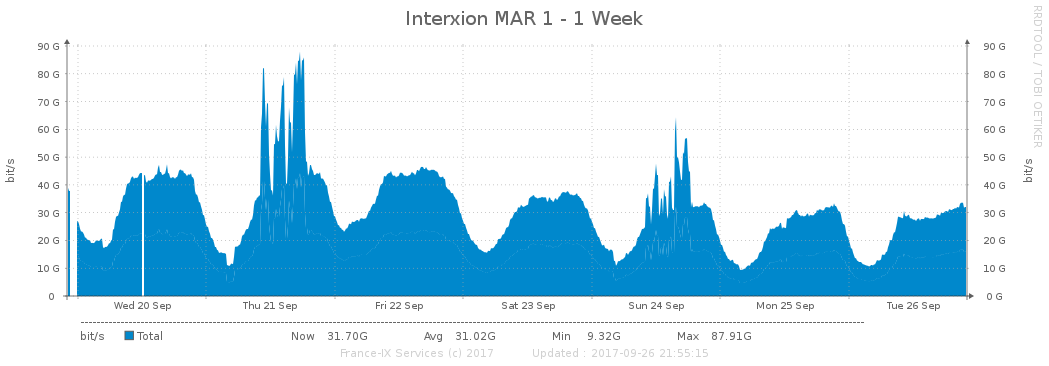 Interxion MAR 1 - 1 Week
RRDTOOL / TOBI OETIKER
90 G 90 G
80 G 80 G
70 G 70 G
60 G 60 G
50 G 50 G
40 G 40 G
30 G 30 G
20 G 20 G
10 G 10 G
0 0 G
bit/s bit/s
Wed 20 Sep Thu 21 Sep Fri 22 Sep Sat 23 Sep Sun 24 Sep Mon 25 Sep Tue 26 Sep
bit/s Total Now 31.70G Avg 31.02G Min 9.32G Max 87.91G
France-IX Services (c) 2017 Updated : 2017-09-26 21:55:15